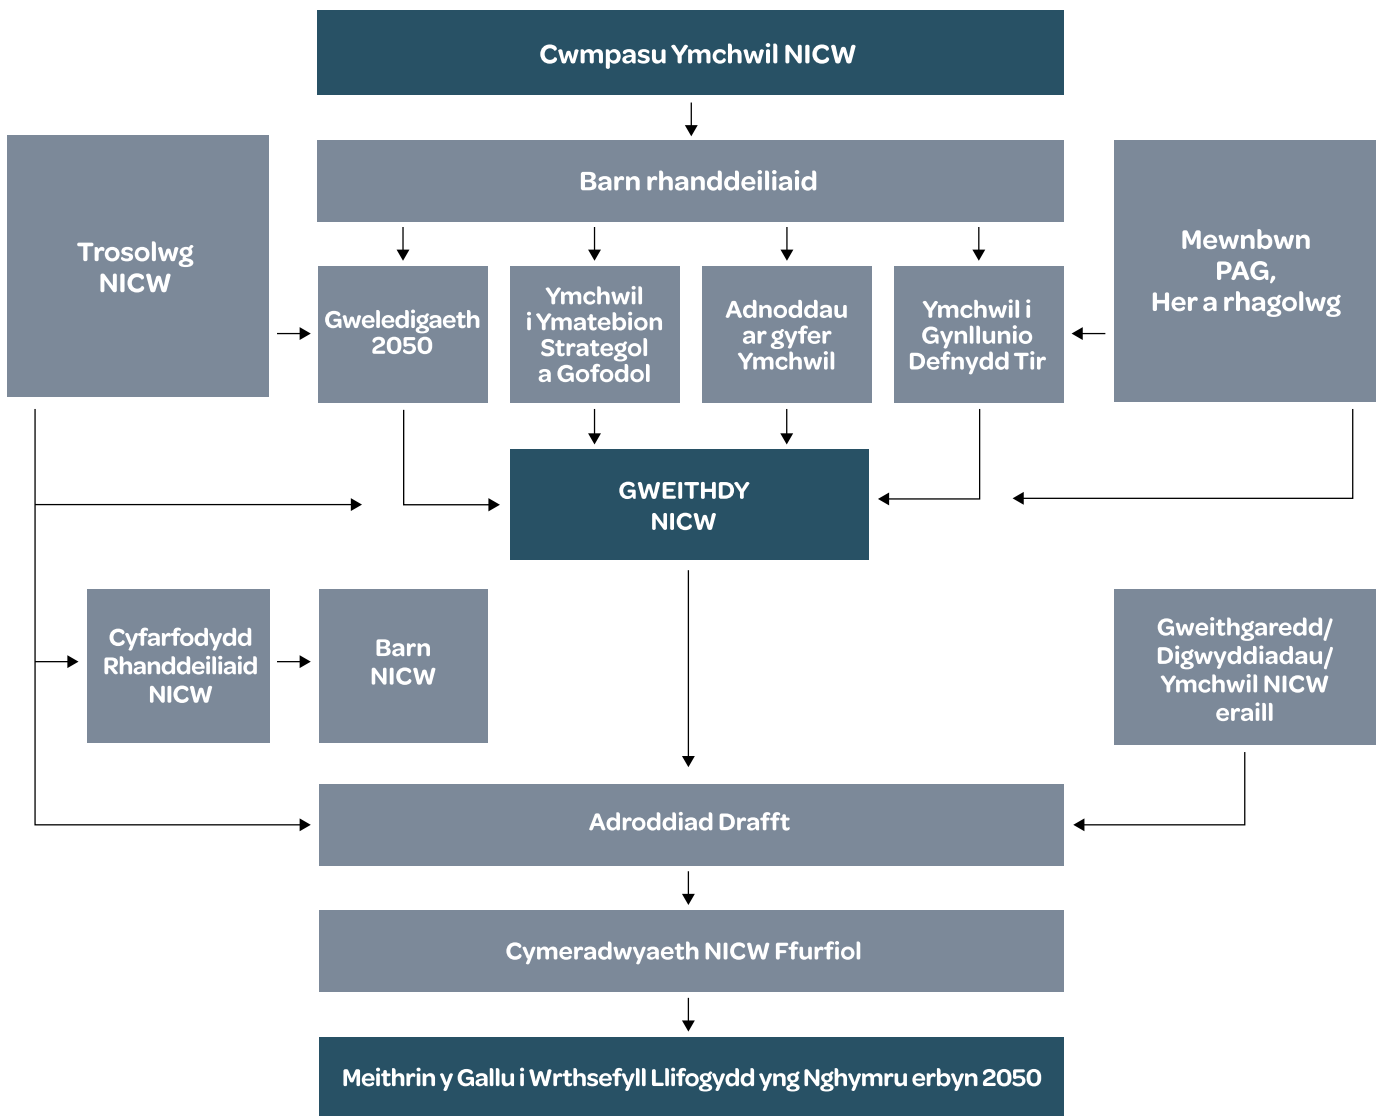 Cwmpasu Ymchwil NICW
Barn rhanddeiliaid
Trosolwg
NICW
Mewnbwn
PAG,
Her a rhagolwg
Gweledigaeth
2050
Ymchwil
i Ymatebion
Strategol
a Gofodol
Adnoddau
ar gyfer
Ymchwil
Ymchwil i
Gynllunio
Defnydd Tir
GWEITHDY
NICW
Cyfarfodydd
Rhanddeiliaid
NICW
Barn
NICW
Gweithgaredd/
Digwyddiadau/
Ymchwil NICW
eraill
Adroddiad Drafft
Cymeradwyaeth NICW Ffurfiol
Meithrin y Gallu i Wrthsefyll Llifogydd yng Nghymru erbyn 2050